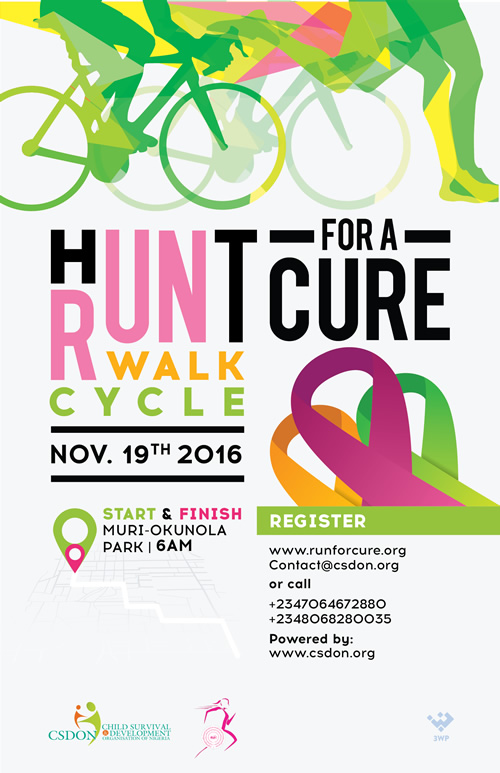 HUNT
RUN
FOR A
CURE
WALK
CYCLE
NOV. 19TH 2016
START & FINISH
MURI-OKUNOLA
PARK | 6AM
REGISTER
www.runforcure.org
Contact@csdon.org
or call
+2347064672880
+2348068280035
Powered by:
www.csdon.org
CSDON
CHILD SURVIVAL
& DEVELOPMENT
ORGANISATION OF NIGERIA
3WP